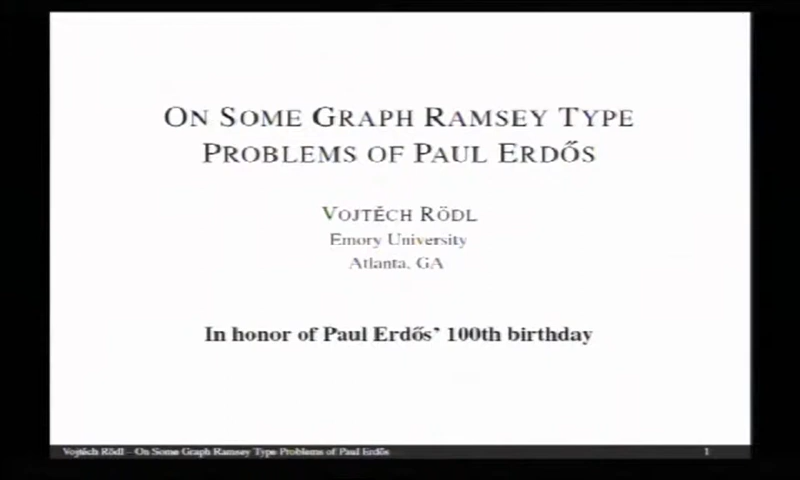 ON SOME GRAPH RAMSEY TYPE
PROBLEMS OF PAUL ERDŐS
VOJTĚCH RÖDL
Emory University
Atlanta, GA
In honor of Paul Erdős' 100th birthday
Vojtěch Rödl – On Some Graph Ramsey Type Problems of Paul Erdős 1